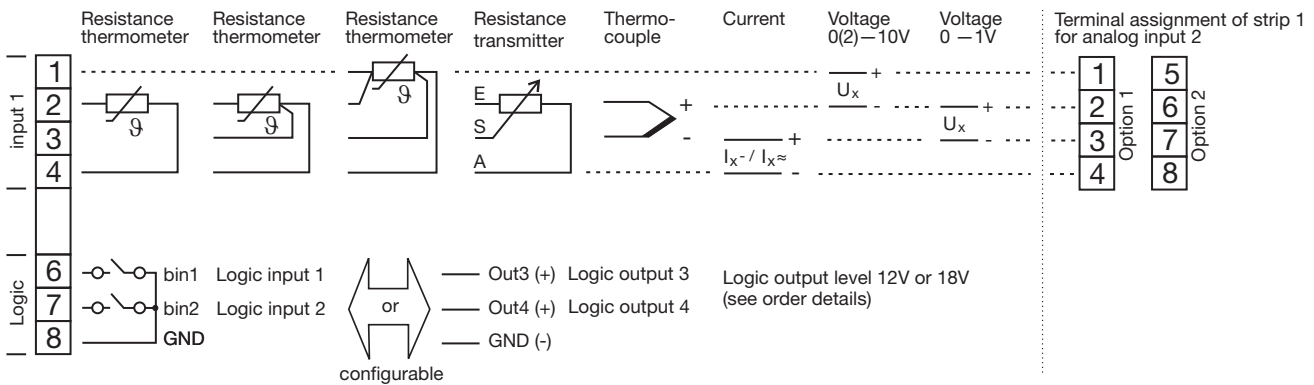 Resistance thermometer
Resistance thermometer
Resistance thermometer
Resistance transmitter
Thermo- couple
Current
Voltage 0(2)—10V
Voltage 0 —1V
Terminal assignment of strip 1
for analog input 2
input 1
1
2
3
4
ϑ
ϑ
ϑ
E
S
A
+
-
Ix- / Ix≈
+
-
Ux
+
-
Ux
+
-
1
2
3
4
Option 1
5
6
7
8
Option 2
Logic
6
7
8
bin1 Logic input 1
bin2 Logic input 2
GND
or
configurable
Out3 (+) Logic output 3
Out4 (+) Logic output 4
GND (-)
Logic output level 12V or 18V
(see order details)